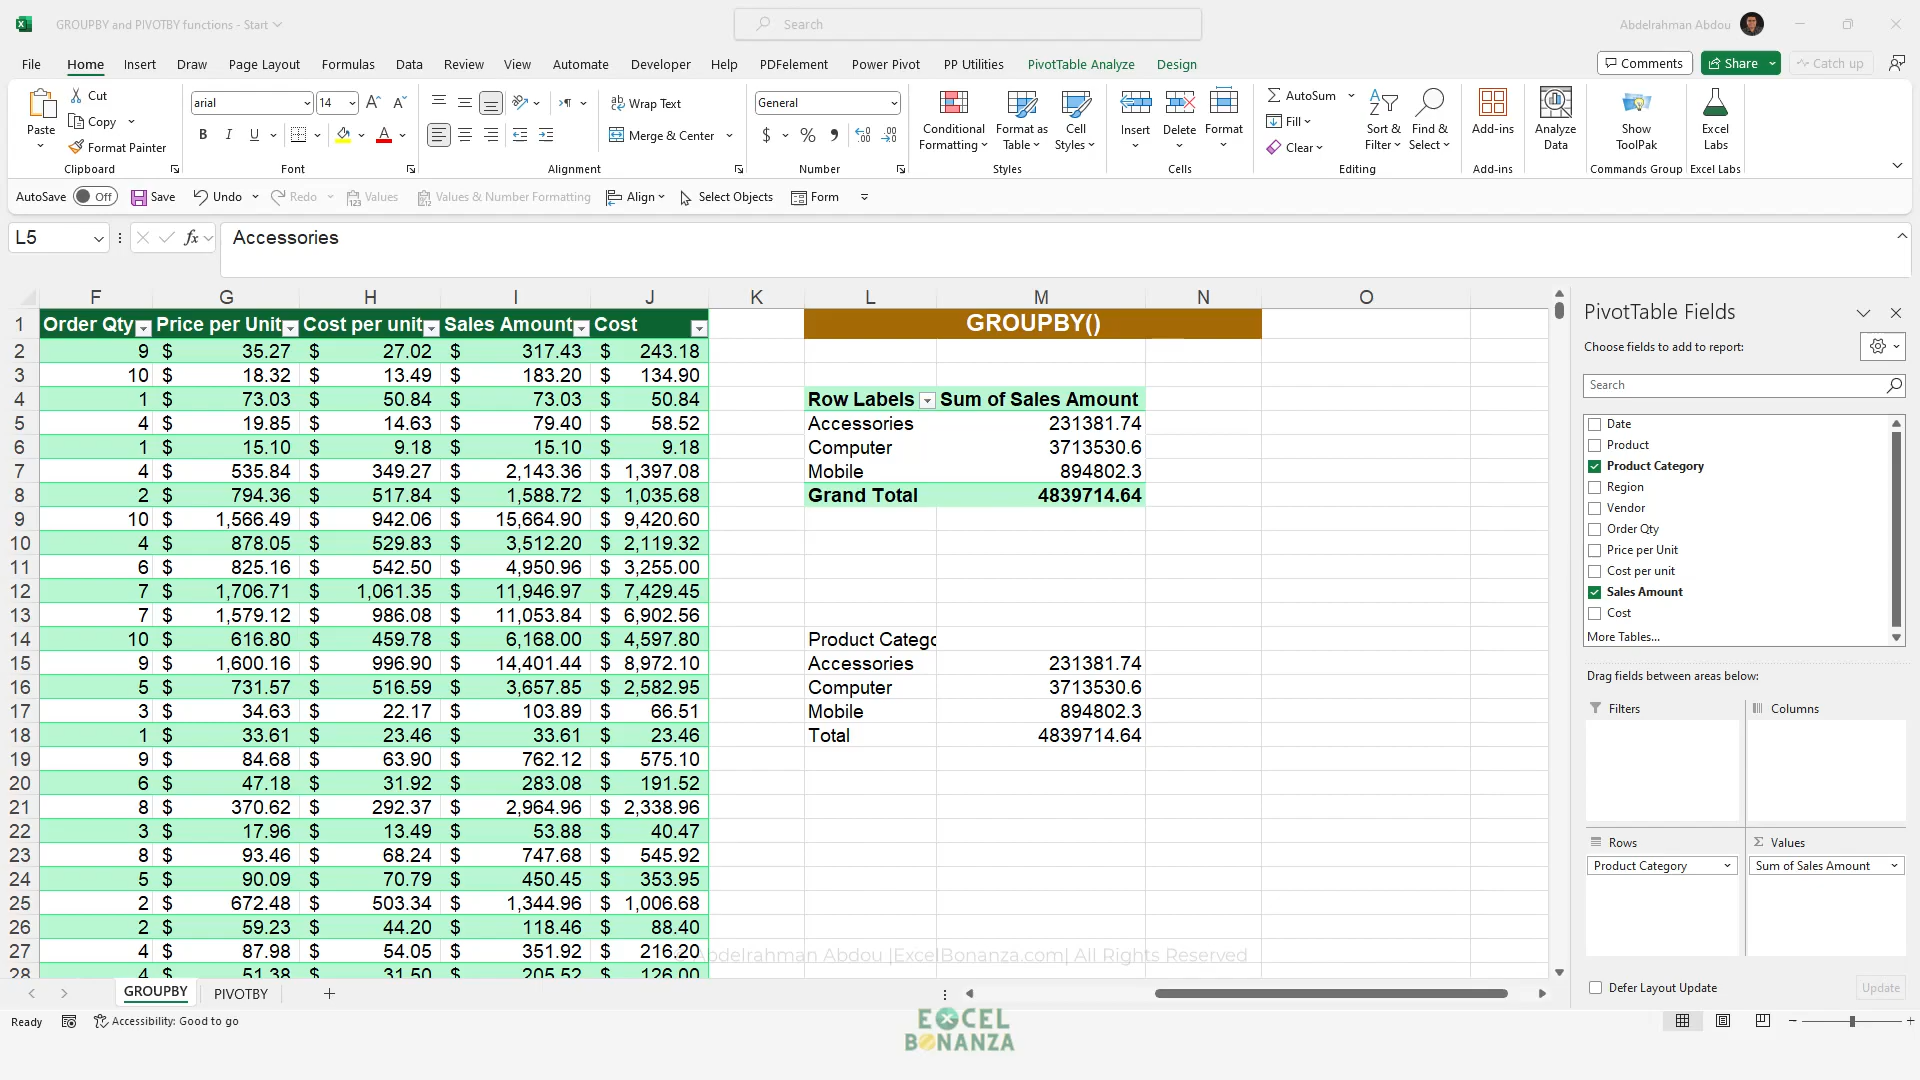 GROUPBY and PIVOTBY functions - Start
Search
Abdelrahman Abdou
File Home Insert Draw Page Layout Formulas Data Review View Automate Developer Help PDFelement Power Pivot PP Utilities PivotTable Analyze Design
Comments Share Catch up
Paste Cut Copy Format Painter
arial 14
B I U A
Wrap Text
Merge & Center
General
$ %
Conditional Formatting Format as Table Cell Styles
Insert Delete Format
AutoSum Fill Clear
Sort & Filter Find & Select
Add-ins
Analyze Data
Show ToolPak
Excel Labs
Clipboard Font Alignment Number Styles Cells Editing Add-ins Commands Group Excel Labs
AutoSave Off Save Undo Redo Values Values & Number Formatting Align Select Objects Form
L5 fx Accessories
F G H I J K L M N O
1 Order Qty Price per Unit Cost per unit Sales Amount Cost GROUPBY()
2 9 $ 35.27 $ 27.02 $ 317.43 $ 243.18
3 10 $ 18.32 $ 13.49 $ 183.20 $ 134.90
4 1 $ 73.03 $ 50.84 $ 73.03 $ 50.84 Row Labels Sum of Sales Amount
5 4 $ 19.85 $ 14.63 $ 79.40 $ 58.52 Accessories 231381.74
6 1 $ 15.10 $ 9.18 $ 15.10 $ 9.18 Computer 3713530.6
7 4 $ 535.84 $ 349.27 $ 2,143.36 $ 1,397.08 Mobile 894802.3
8 2 $ 794.36 $ 517.84 $ 1,588.72 $ 1,035.68 Grand Total 4839714.64
9 10 $ 1,566.49 $ 942.06 $ 15,664.90 $ 9,420.60
10 4 $ 878.05 $ 529.83 $ 3,512.20 $ 2,119.32
11 6 $ 825.16 $ 542.50 $ 4,950.96 $ 3,255.00
12 7 $ 1,706.71 $ 1,061.35 $ 11,946.97 $ 7,429.45
13 7 $ 1,579.12 $ 986.08 $ 11,053.84 $ 6,902.56
14 10 $ 616.80 $ 459.78 $ 6,168.00 $ 4,597.80 Product Catego
15 9 $ 1,600.16 $ 996.90 $ 14,401.44 $ 8,972.10 Accessories 231381.74
16 5 $ 731.57 $ 516.59 $ 3,657.85 $ 2,582.95 Computer 3713530.6
17 3 $ 34.63 $ 22.17 $ 103.89 $ 66.51 Mobile 894802.3
18 1 $ 33.61 $ 23.46 $ 33.61 $ 23.46 Total 4839714.64
19 9 $ 84.68 $ 63.90 $ 762.12 $ 575.10
20 6 $ 47.18 $ 31.92 $ 283.08 $ 191.52
21 8 $ 370.62 $ 292.37 $ 2,964.96 $ 2,338.96
22 3 $ 17.96 $ 13.49 $ 53.88 $ 40.47
23 8 $ 93.46 $ 68.24 $ 747.68 $ 545.92
24 5 $ 90.09 $ 70.79 $ 450.45 $ 353.95
25 2 $ 672.48 $ 503.34 $ 1,344.96 $ 1,006.68
26 2 $ 59.23 $ 44.20 $ 118.46 $ 88.40
27 4 $ 87.98 $ 54.05 $ 351.92 $ 216.20
28 4 $ 51.38 $ 31.50 $ 205.52 $ 126.00
Abdelrahman Abdou |ExcelBonanza.com| All Rights Reserved
PivotTable Fields
Choose fields to add to report:
Search
Date
Product
Product Category
Region
Vendor
Order Qty
Price per Unit
Cost per unit
Sales Amount
Cost
More Tables...
Drag fields between areas below:
Filters Columns
Rows Values
Product Category Sum of Sales Amount
Defer Layout Update Update
GROUPBY PIVOTBY
Ready Accessibility: Good to go
EXCEL
BONANZA